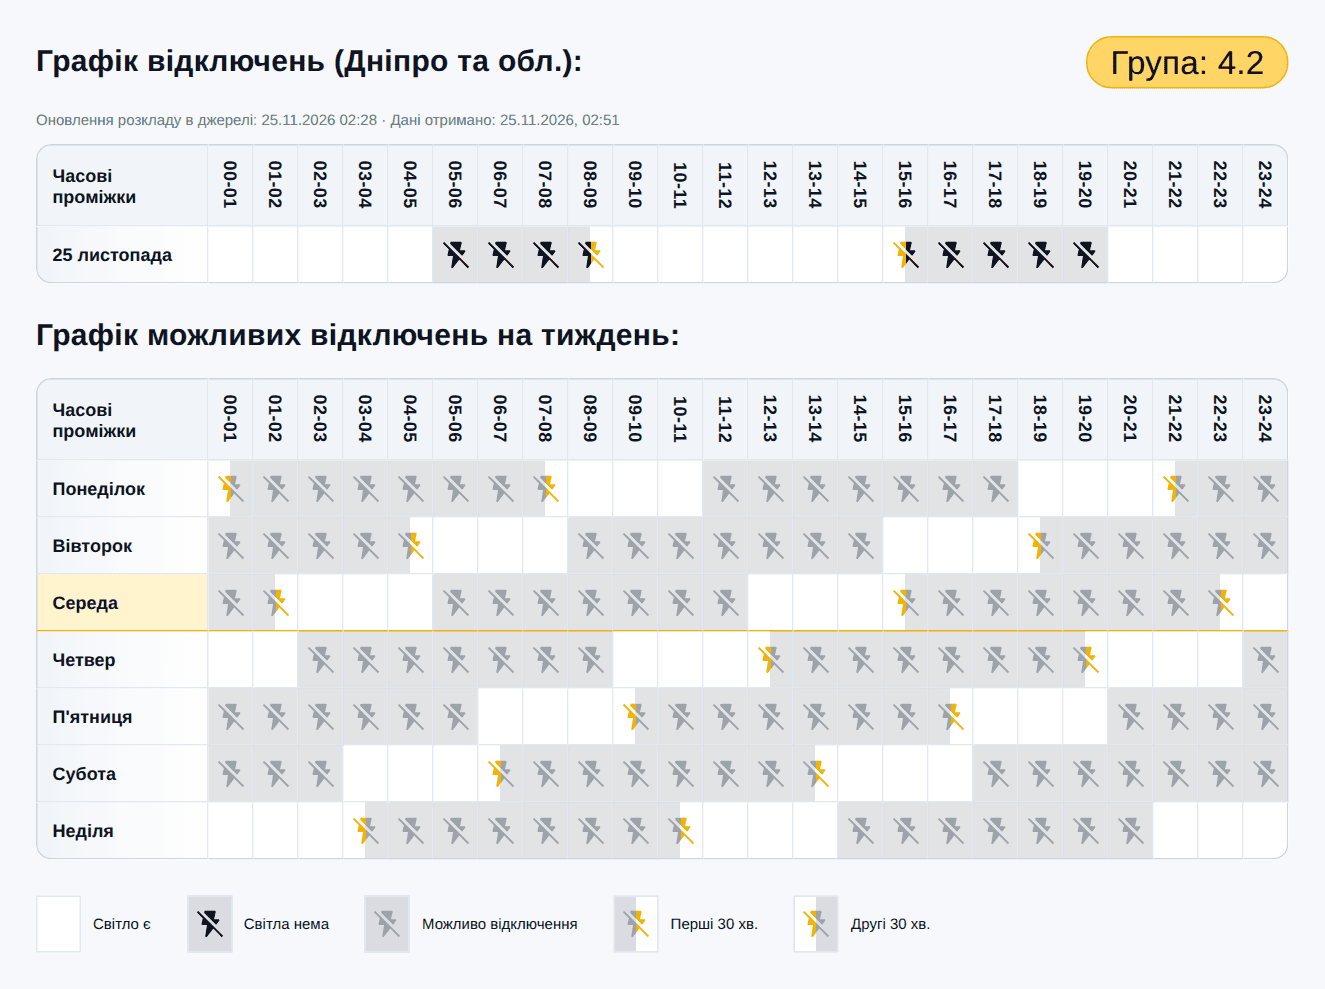 Графік відключень (Дніпро та обл.):
Група: 4.2
Оновлення розкладу в джерелі: 25.11.2026 02:28 · Дані отримано: 25.11.2026, 02:51
Часові проміжки 00-01 01-02 02-03 03-04 04-05 05-06 06-07 07-08 08-09 09-10 10-11 11-12 12-13 13-14 14-15 15-16 16-17 17-18 18-19 19-20 20-21 21-22 22-23 23-24
25 листопада
Графік можливих відключень на тиждень:
Часові проміжки 00-01 01-02 02-03 03-04 04-05 05-06 06-07 07-08 08-09 09-10 10-11 11-12 12-13 13-14 14-15 15-16 16-17 17-18 18-19 19-20 20-21 21-22 22-23 23-24
Понеділок
Вівторок
Середа
Четвер
П'ятниця
Субота
Неділя
Світло є Світла нема Можливо відключення Перші 30 хв. Другі 30 хв.